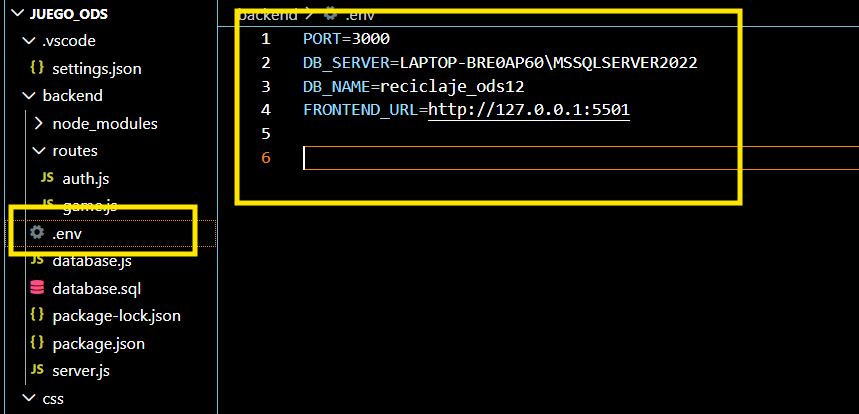 JUEGO_ODS
.vscode
settings.json
backend
node_modules
routes
JS auth.js
JS game.js
.env
JS database.js
database.sql
{} package-lock.json
{} package.json
JS server.js
css
backend > .env
1 PORT=3000
2 DB_SERVER=LAPTOP-BRE0AP60\MSSQLSERVER2022
3 DB_NAME=reciclaje_ods12
4 FRONTEND_URL=http://127.0.0.1:5501
5
6